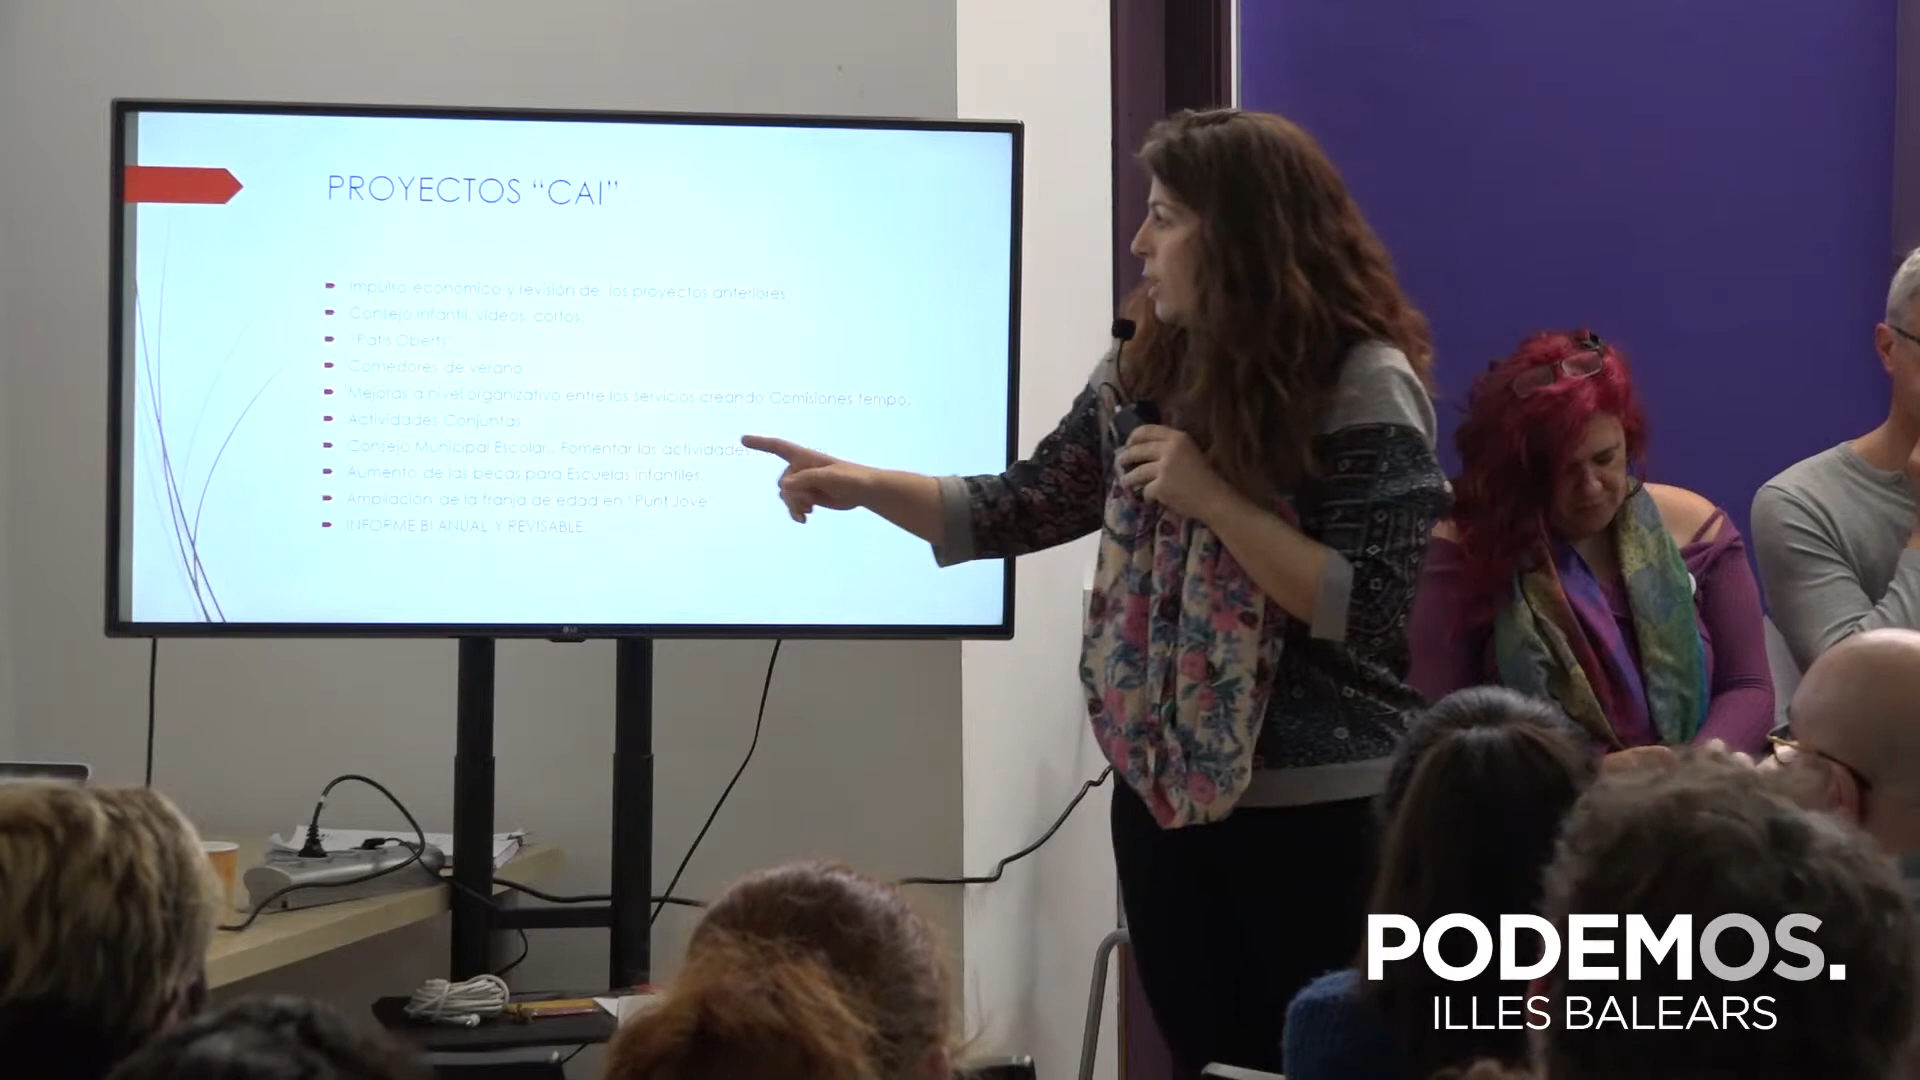 PROYECTOS “CAI”
Impulso económico y revisión de los proyectos anteriores
Consejo infantil, vídeos, cortos.
"Patis Oberts"
Comedores de verano
Mejoras a nivel organizativo entre los servicios creando Comisiones
Actividades Conjuntas
Consejo Municipal Escolar.. Fomentar las actividades
Aumento de las becas para Escuelas infantiles.
Ampliación de la franja de edad en "Punt Jove"
INFORME BI ANUAL Y REVISABLE.
LG
PODEMOS.
ILLES BALEARS